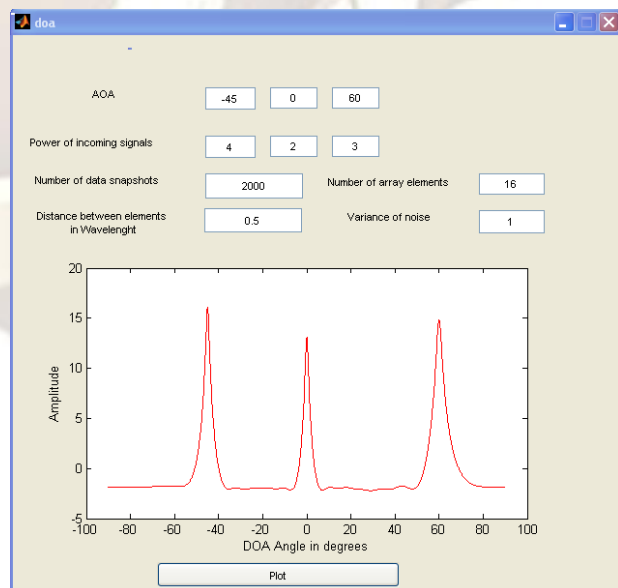 doa
AOA
-45 0 60
Power of incoming signals
4 2 3
Number of data snapshots
2000
Number of array elements
16
Distance between elements
in Wavelenght
0.5
Variance of noise
1
20
15
10
5
0
-5
Amplitude
-100 -80 -60 -40 -20 0 20 40 60 80 100
DOA Angle in degrees
Plot